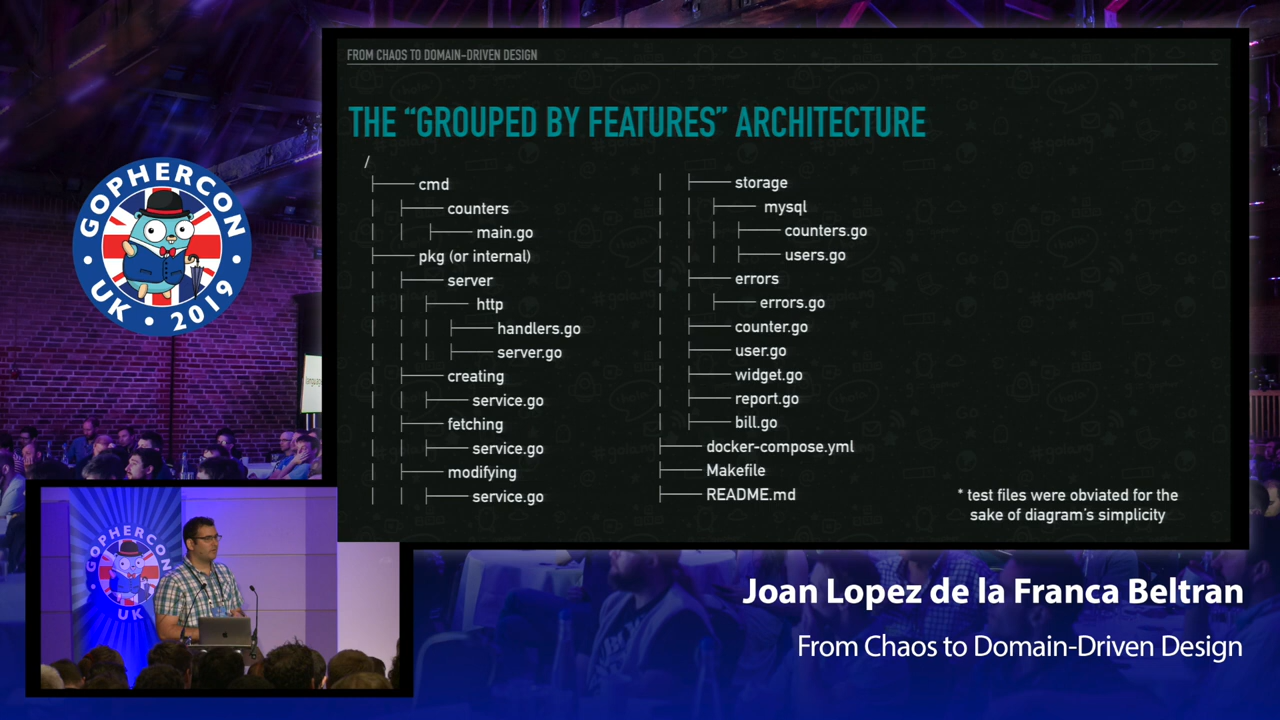 FROM CHAOS TO DOMAIN-DRIVEN DESIGN
THE “GROUPED BY FEATURES” ARCHITECTURE
/
cmd
counters
main.go
pkg (or internal)
server
http
handlers.go
server.go
creating
service.go
fetching
service.go
modifying
service.go
storage
mysql
counters.go
users.go
errors
errors.go
counter.go
user.go
widget.go
report.go
bill.go
docker-compose.yml
Makefile
README.md
* test files were obviated for the
sake of diagram's simplicity
GOPHERCON
UK • 2019
GOPHERCON
UK
Joan Lopez de la Franca Beltran
From Chaos to Domain-Driven Design